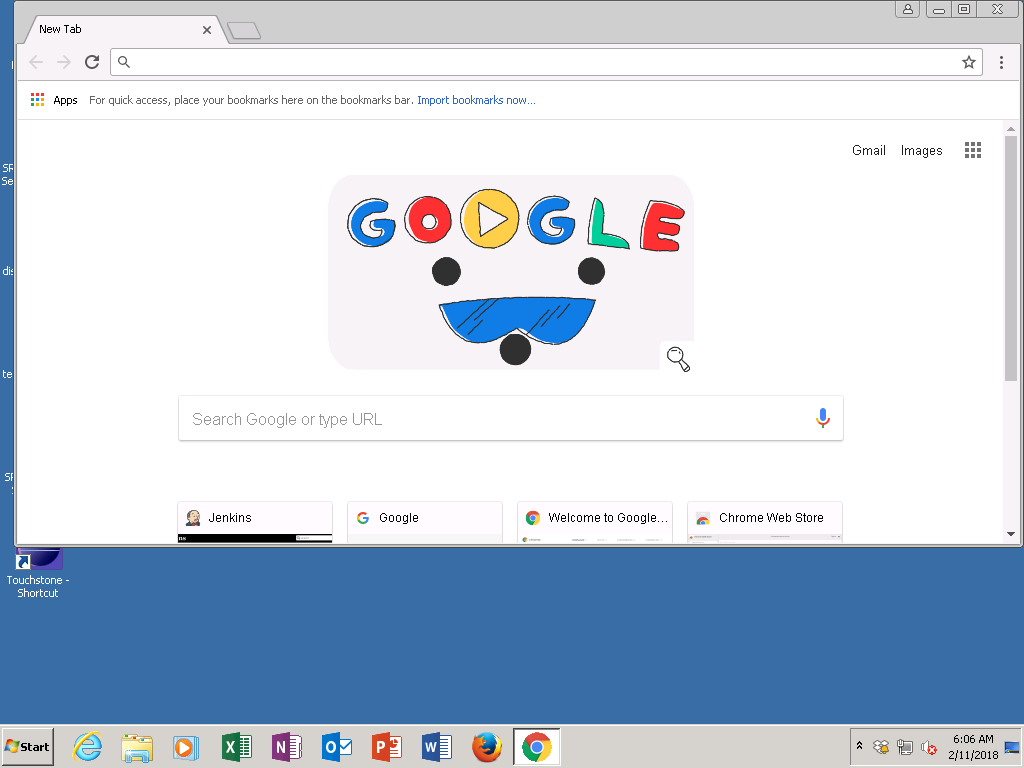 New Tab
Apps For quick access, place your bookmarks here on the bookmarks bar. Import bookmarks now...
Gmail Images
GOOGLE
Search Google or type URL
Jenkins Google Welcome to Google... Chrome Web Store
Touchstone -
Shortcut
Start
6:06 AM
2/11/2018